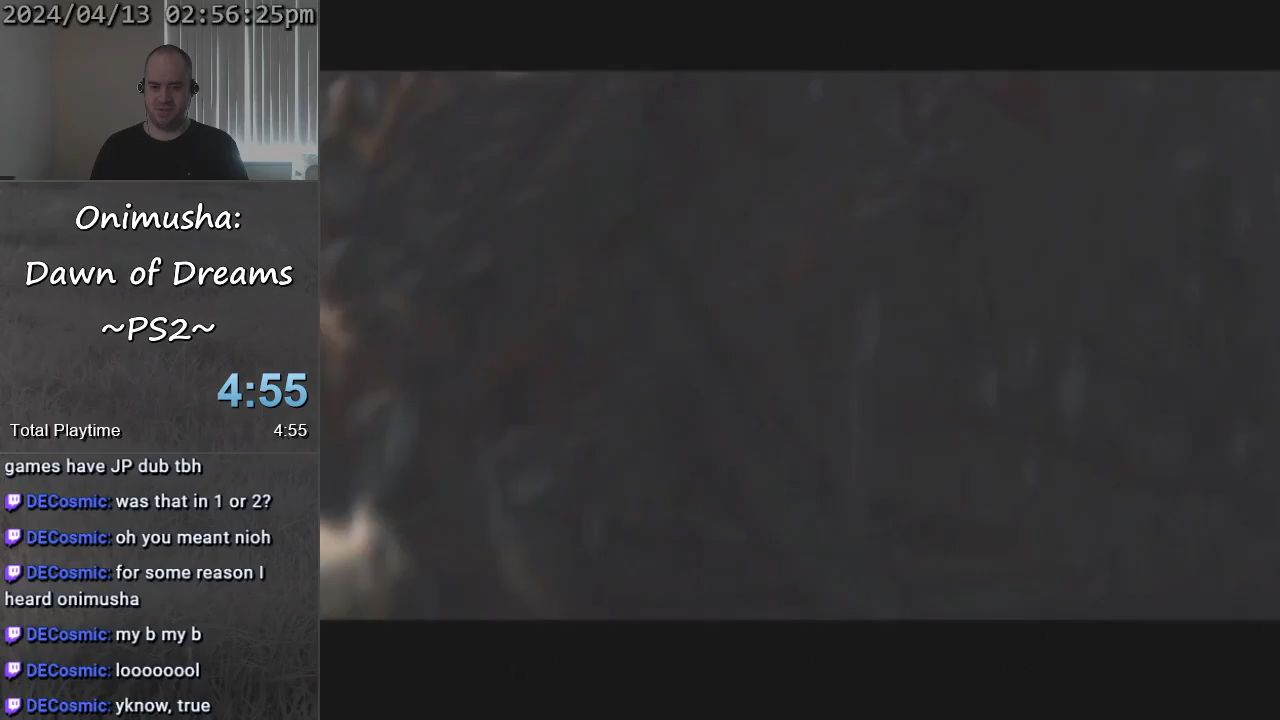 2024/04/13 02:56:25pm
Onimusha:
Dawn of Dreams
~PS2~
4:55
Total Playtime 4:55
games have JP dub tbh
DECosmic: was that in 1 or 2?
DECosmic: oh you meant nioh
DECosmic: for some reason I
heard onimusha
DECosmic: my b my b
DECosmic: loooooool
DECosmic: yknow, true